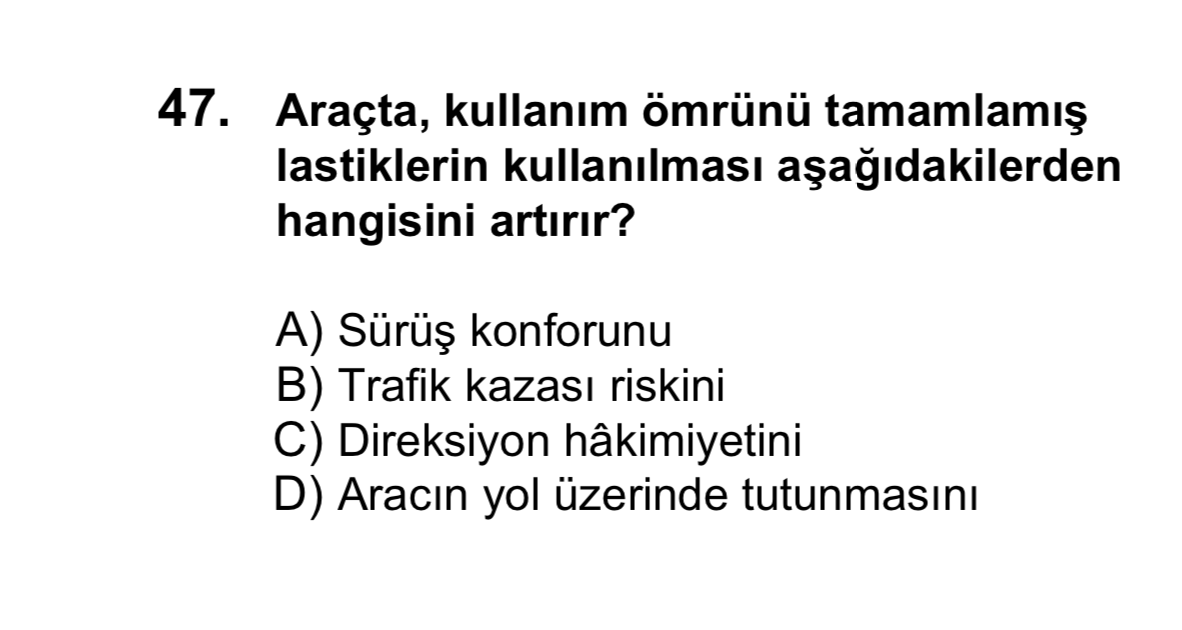 47. Araçta, kullanım ömrünü tamamlamış
lastiklerin kullanılması aşağıdakilerden
hangisini artırır?
A) Sürüş konforunu
B) Trafik kazası riskini
C) Direksiyon hâkimiyetini
D) Aracın yol üzerinde tutunmasını